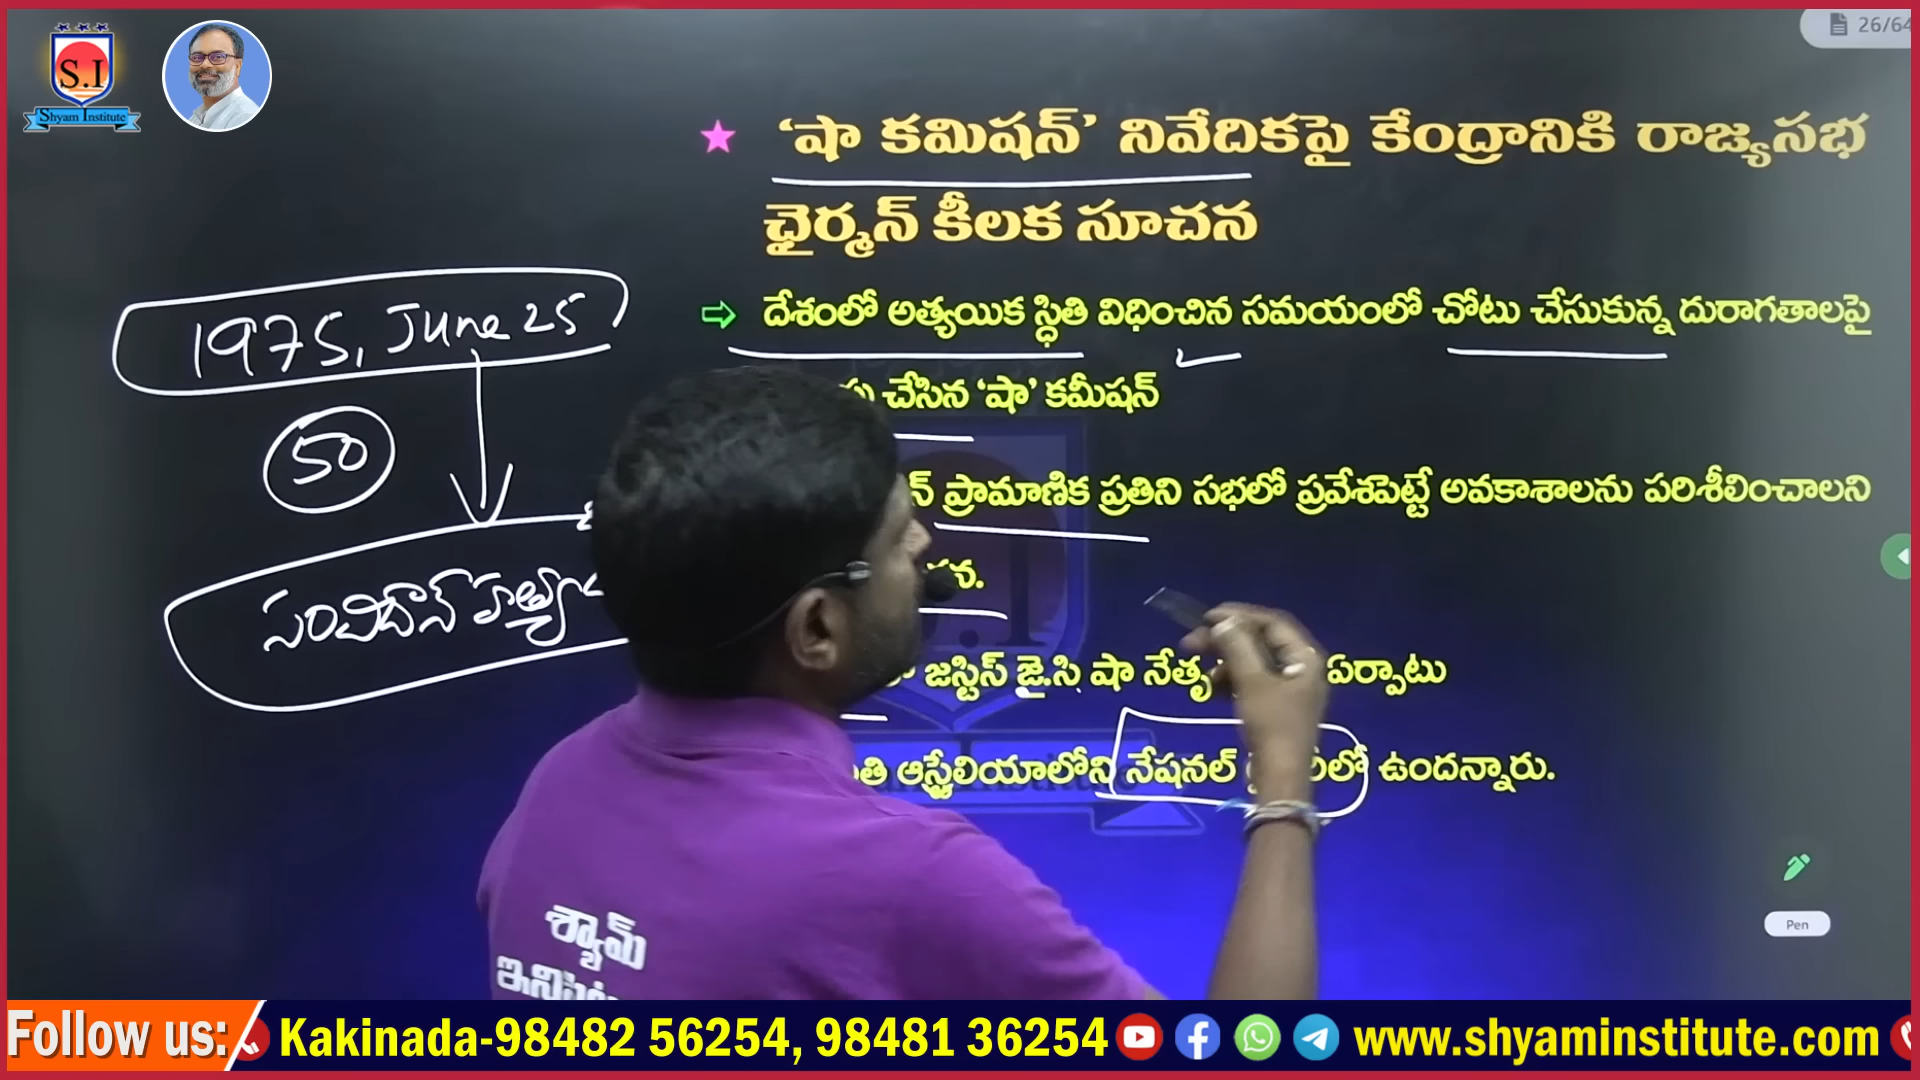 S.I
Shyam Institute
26/64
‘షా కమిషన్’ నివేదికపై కేంద్రానికి రాజ్యసభ
ఛైర్మన్ కీలక సూచన
దేశంలో అత్యయిక స్థితి విధించిన సమయంలో చోటు చేసుకున్న దురాగతాలపై
చేసిన ‘షా’ కమీషన్
ప్రామాణిక ప్రతిని సభలో ప్రవేశపెట్టే అవకాశాలను పరిశీలించాలని
జస్టిస్ జై.సి షా ఏర్పాటు
ఆస్ట్రేలియాలోని నేషనల్ ఉందన్నారు.
1975, June 25
50
సంవిధాన్ హత్యా
Pen
శ్యామ్
Follow us:
Kakinada-98482 56254, 98481 36254
www.shyaminstitute.com